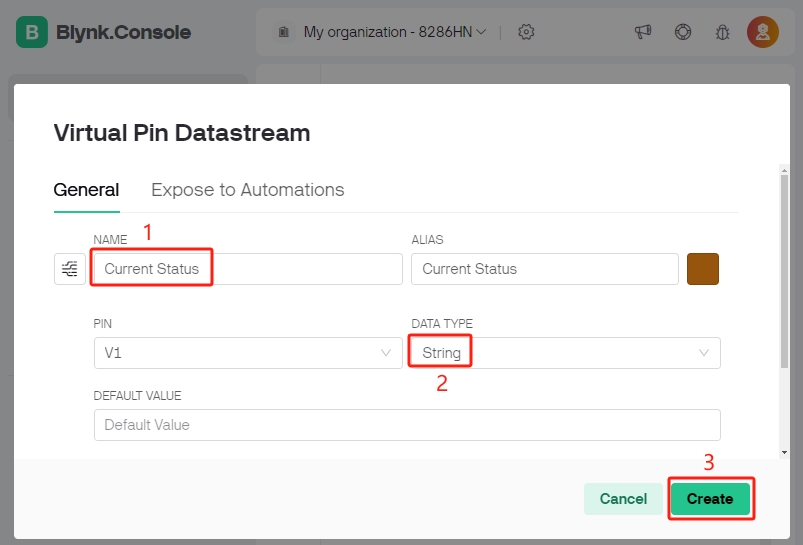 B Blynk.Console
My organization - 8286HN
Virtual Pin Datastream
General Expose to Automations
1
NAME ALIAS
Current Status Current Status
PIN DATA TYPE
V1 String
2
DEFAULT VALUE
Default Value
3
Cancel Create